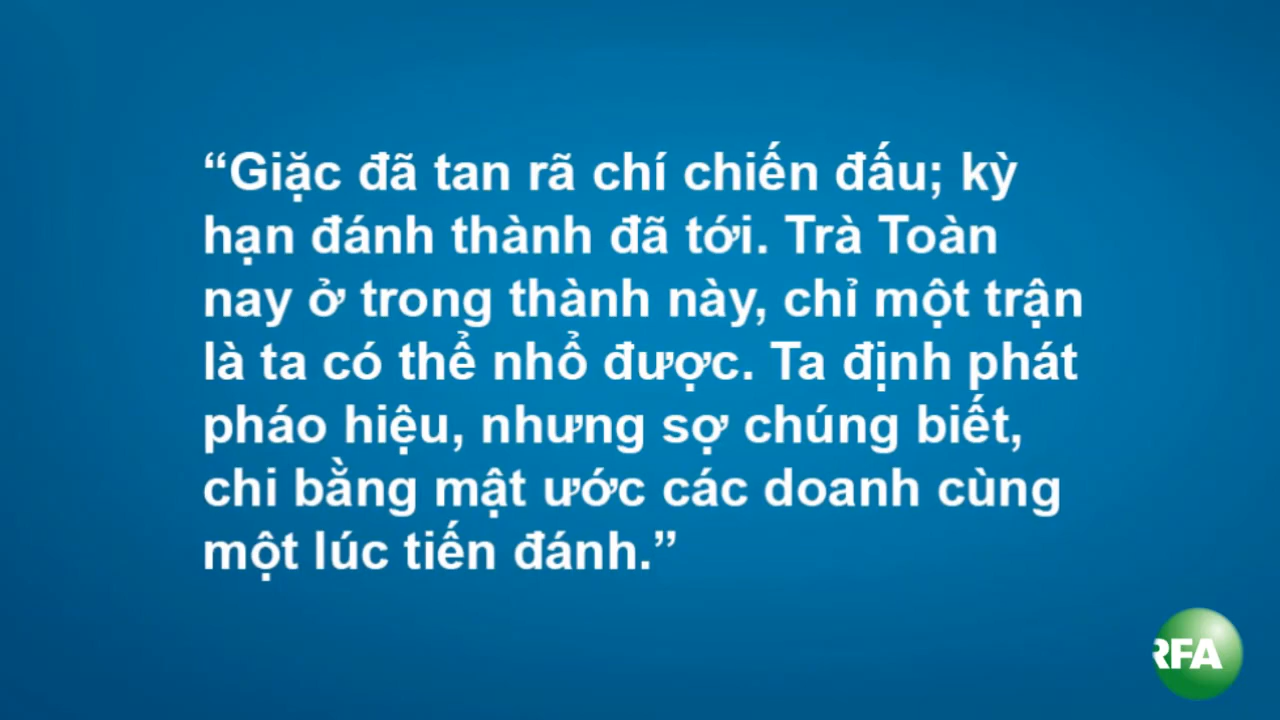 “Giặc đã tan rã chí chiến đấu; kỳ
hạn đánh thành đã tới. Trà Toàn
nay ở trong thành này, chỉ một trận
là ta có thể nhổ được. Ta định phát
pháo hiệu, nhưng sợ chúng biết,
chi bằng mật ước các doanh cùng
một lúc tiến đánh.”
RFA